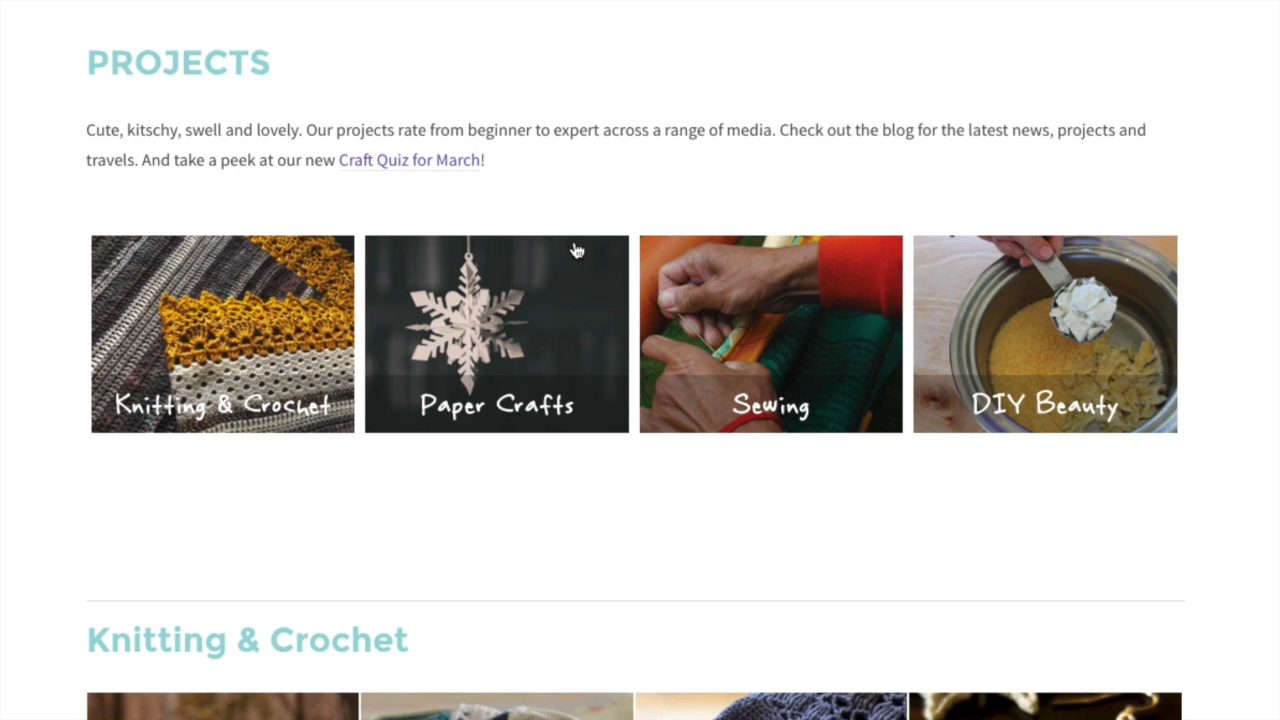 PROJECTS
Cute, kitschy, swell and lovely. Our projects rate from beginner to expert across a range of media. Check out the blog for the latest news, projects and
travels. And take a peek at our new Craft Quiz for March!
Knitting & Crochet
Paper Crafts
Sewing
DIY Beauty
Knitting & Crochet